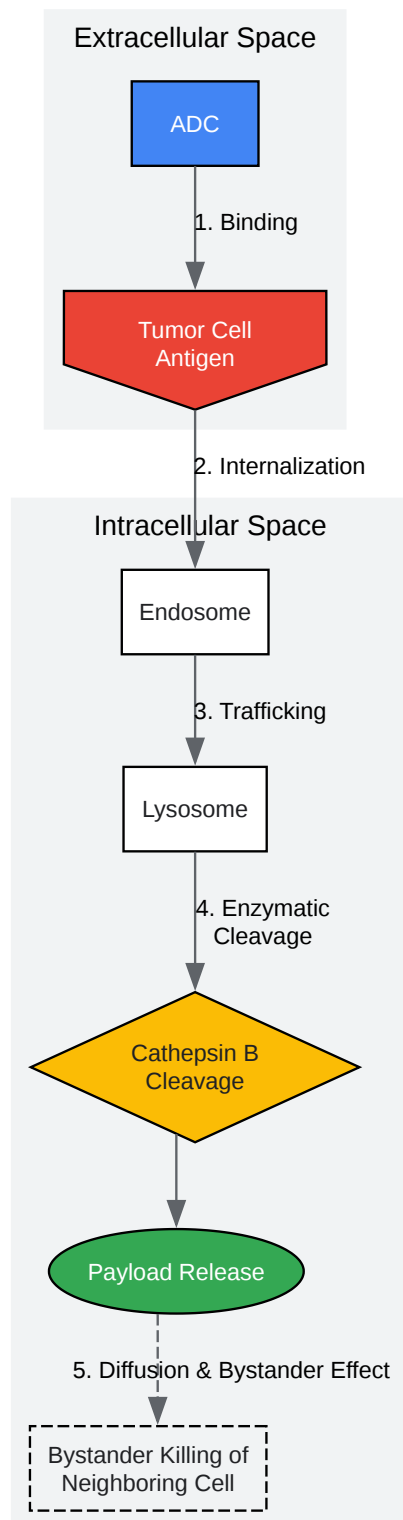 Extracellular Space
ADC
1. Binding
Tumor Cell
Antigen
2. Internalization
Intracellular Space
Endosome
3. Trafficking
Lysosome
4. Enzymatic
Cleavage
Cathepsin B
Cleavage
Payload Release
5. Diffusion & Bystander Effect
Bystander Killing of
Neighboring Cell